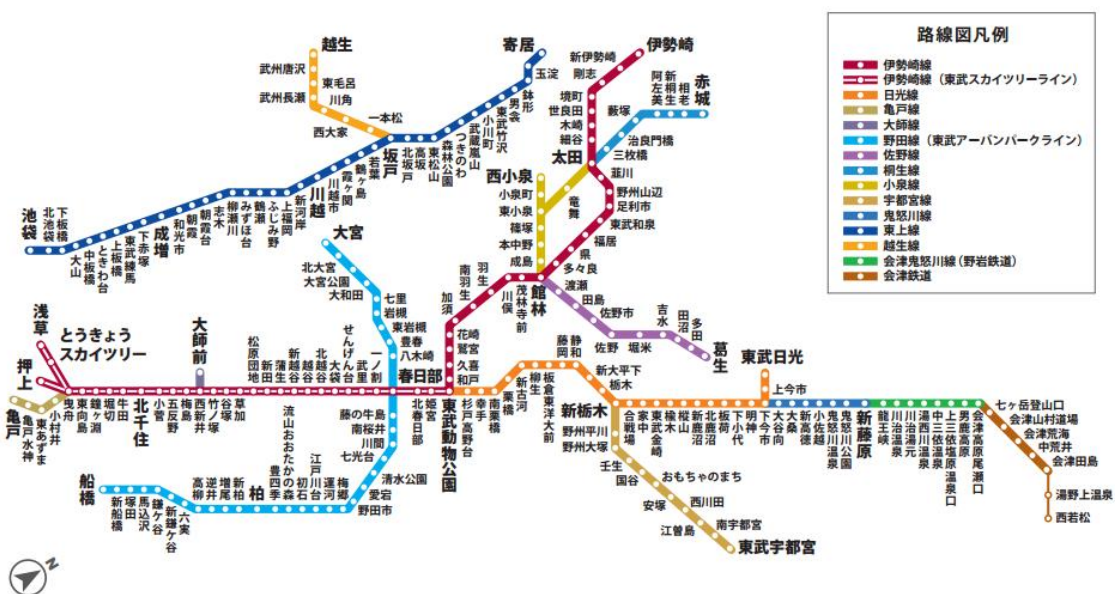 路線図凡例
伊勢崎線
伊勢崎線（東武スカイツリーライン）
日光線
亀戸線
大師線
野田線（東武アーバンパークライン）
佐野線
桐生線
小泉線
宇都宮線
鬼怒川線
東上線
越生線
会津鬼怒川線（野岩鉄道）
会津鉄道
越生
武州唐沢
東毛呂
武州長瀬
川角
西大家
一本松
寄居
玉淀
鉢形
男衾
東武竹沢
小川町
武蔵嵐山
つきのわ
森林公園
東松山
高坂
北坂戸
坂戸
若葉
鶴ヶ島
霞ヶ関
川越市
川越
新河岸
上福岡
ふじみ野
鶴瀬
みずほ台
柳瀬川
志木
朝霞台
朝霞
和光市
成増
下赤塚
東武練馬
上板橋
ときわ台
中板橋
大山
下板橋
北池袋
池袋
伊勢崎
新伊勢崎
剛志
境町
世良田
木崎
細谷
太田
赤城
相老
新桐生
阿左美
藪塚
治良門橋
三枚橋
韮川
野州山辺
足利市
東武和泉
福居
県
多々良
西小泉
小泉町
東小泉
竜舞
篠塚
本中野
成島
館林
渡瀬
田島
佐野市
佐野
堀米
吉水
田沼
多田
葛生
茂林寺前
川俣
羽生
南羽生
加須
花崎
鷲宮
久喜
和戸
大宮
北大宮
大宮公園
大和田
七里
岩槻
東岩槻
豊春
八木崎
春日部
藤の牛島
南桜井
川間
七光台
清水公園
愛宕
野田市
梅郷
運河
江戸川台
初石
流山おおたかの森
豊四季
柏
新柏
増尾
逆井
高柳
六実
新鎌ヶ谷
鎌ヶ谷
馬込沢
塚田
新船橋
船橋
浅草
とうきょう
スカイツリー
押上
亀戸
亀戸水神
東あずま
小村井
曳舟
東向島
鐘ヶ淵
堀切
牛田
北千住
小菅
五反野
梅島
西新井
大師前
竹ノ塚
谷塚
草加
松原団地
新田
蒲生
新越谷
越谷
北越谷
大袋
せんげん台
武里
一ノ割
北春日部
姫宮
東武動物公園
杉戸高野台
幸手
南栗橋
栗橋
新古河
柳生
板倉東洋大前
藤岡
静和
新大平下
栃木
新栃木
合戦場
家中
東武金崎
楡木
樅山
新鹿沼
北鹿沼
板荷
下小代
明神
下今市
上今市
東武日光
大谷向
大桑
新高徳
小佐越
鬼怒川温泉
鬼怒川公園
新藤原
龍王峡
川治温泉
川治湯元
湯西川温泉
中三依温泉
上三依塩原温泉口
男鹿高原
会津高原尾瀬口
七ヶ岳登山口
会津山村道場
会津荒海
中荒井
会津田島
湯野上温泉
西若松
野州平川
野州大塚
壬生
国谷
おもちゃのまち
安塚
西川田
江曽島
南宇都宮
東武宇都宮
N